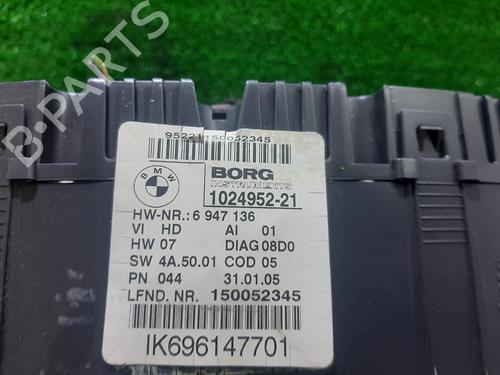 B-PARTS
95221150052345
BMW
BORG
INSTRUMENTS
1024952-21
HW-NR.: 6 947 136
VI HD AI 01
HW 07 DIAG 08D0
SW 4A.50.01 COD 05
PN 044 31.01.05
LFND. NR. 150052345
IK696147701